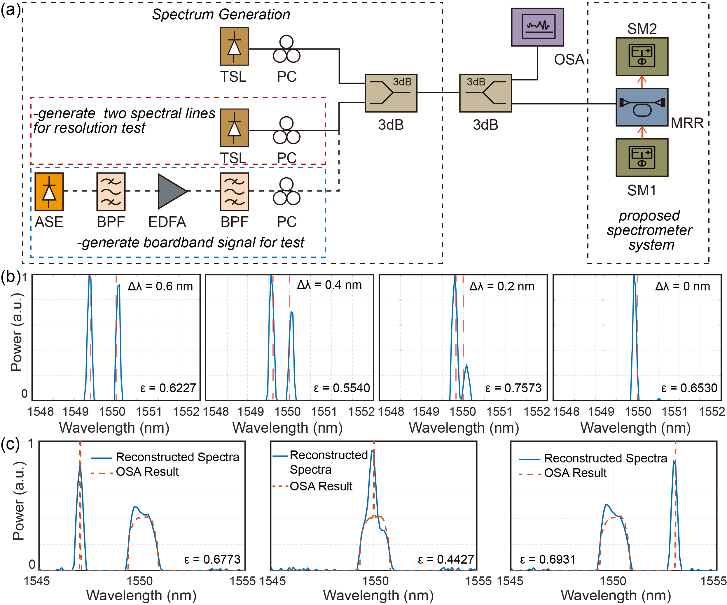 (a)
Spectrum Generation
TSL
PC
3dB
3dB
3dB
3dB
OSA
SM2
MRR
SM1
proposed
spectrometer
system
-generate two spectral lines
for resolution test
TSL
PC
ASE
BPF
EDFA
BPF
PC
-generate boardband signal for test
(b)
Power (a.u.)
1
0
Δλ = 0.6 nm
ε = 0.6227
1548 1549 1550 1551 1552
Wavelength (nm)
Δλ = 0.4 nm
ε = 0.5540
1548 1549 1550 1551 1552
Wavelength (nm)
Δλ = 0.2 nm
ε = 0.7573
1548 1549 1550 1551 1552
Wavelength (nm)
Δλ = 0 nm
ε = 0.6530
1548 1549 1550 1551 1552
Wavelength (nm)
(c)
Power (a.u.)
1
0
Reconstructed Spectra
OSA Result
ε = 0.6773
1545 1550 1555
Wavelength (nm)
Reconstructed
Spectra
OSA Result
ε = 0.4427
1545 1550 1555
Wavelength (nm)
Reconstructed Spectra
OSA Result
ε = 0.6931
1545 1550 1555
Wavelength (nm)